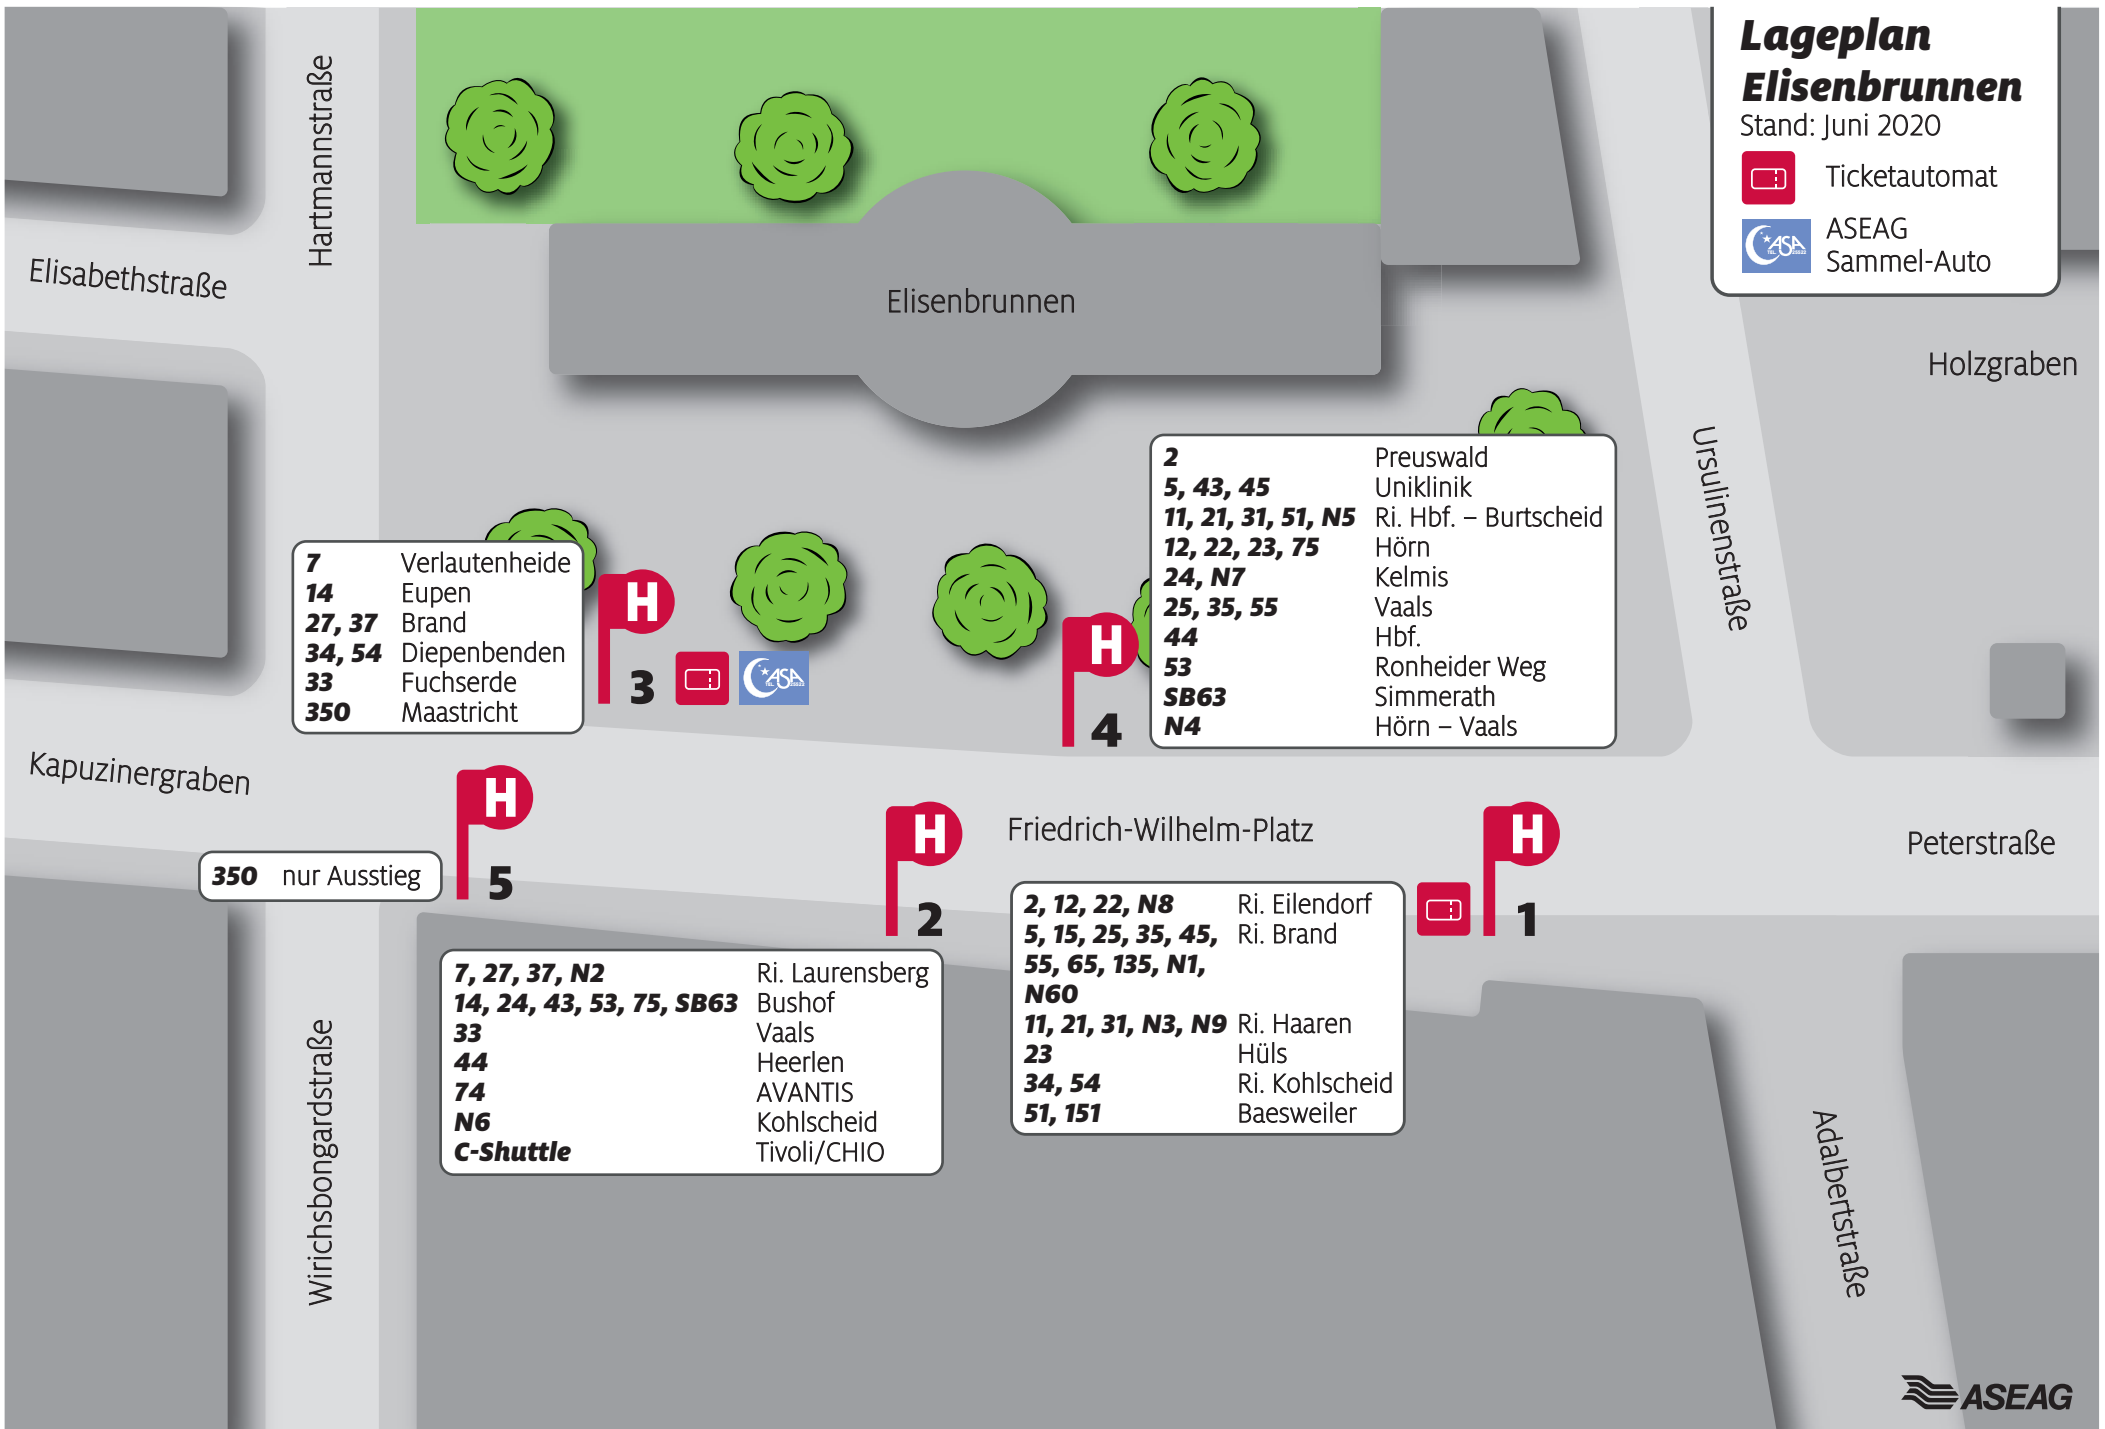 Lageplan
Elisenbrunnen
Stand: Juni 2020
Ticketautomat
ASEAG
Sammel-Auto
Hartmannstraße
Elisabethstraße
Elisenbrunnen
Holzgraben
Ursulinenstraße
2 Preuswald
5, 43, 45 Uniklinik
11, 21, 31, 51, N5 Ri. Hbf. – Burtscheid
12, 22, 23, 75 Hörn
24, N7 Kelmis
25, 35, 55 Vaals
44 Hbf.
53 Ronheider Weg
SB63 Simmerath
N4 Hörn – Vaals
H
4
7 Verlautenheide
14 Eupen
27, 37 Brand
34, 54 Diepenbenden
33 Fuchserde
350 Maastricht
H
3
ASA
Kapuzinergraben
H
5
350 nur Ausstieg
H
2
Friedrich-Wilhelm-Platz
H
1
Peterstraße
7, 27, 37, N2 Ri. Laurensberg
14, 24, 43, 53, 75, SB63 Bushof
33 Vaals
44 Heerlen
74 AVANTIS
N6 Kohlscheid
C-Shuttle Tivoli/CHIO
2, 12, 22, N8 Ri. Eilendorf
5, 15, 25, 35, 45, Ri. Brand
55, 65, 135, N1,
N60
11, 21, 31, N3, N9 Ri. Haaren
23 Hüls
34, 54 Ri. Kohlscheid
51, 151 Baesweiler
Wirichsbongardstraße
Adalbertstraße
ASEAG